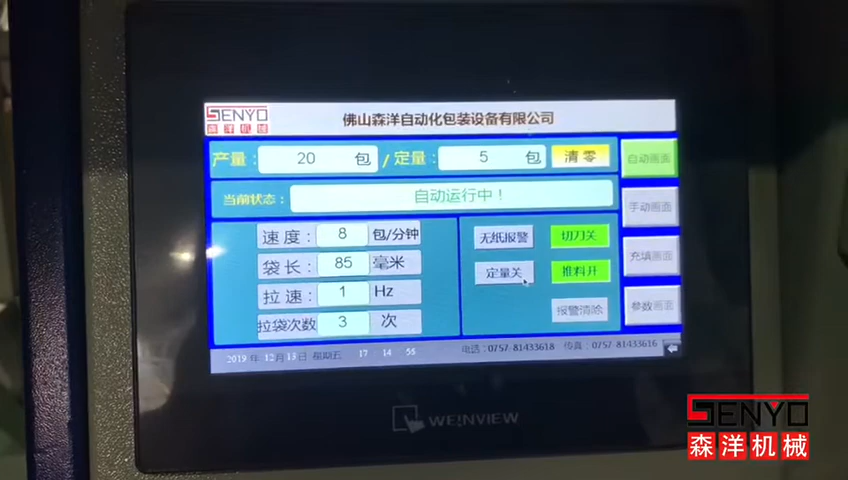 SENYO
森洋机械
佛山森洋自动化包装设备有限公司
产量: 20 包 / 定量: 5 包 清零
自动画面
当前状态: 自动运行中!
手动画面
速度: 8 包/分钟
无纸报警 切刀关
袋长: 85 毫米
定量关 推料开
充填画面
拉速: 1 Hz
报警清除
参数画面
拉袋次数 3 次
2019 年 12 月 13 日 星期五 17 : 14 : 56
电话:0757-81433618 传真:0757-81433616
WEINVIEW
SENYO
森洋机械